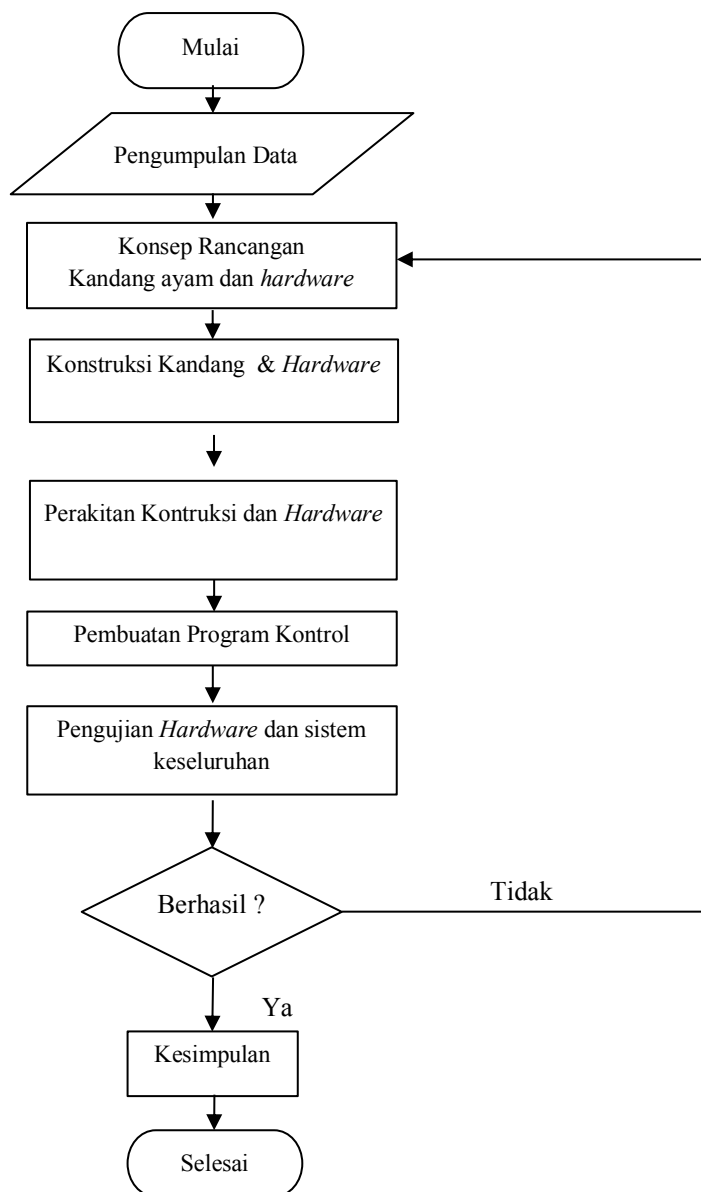 Mulai
Pengumpulan Data
Konsep Rancangan
Kandang ayam dan hardware
Konstruksi Kandang & Hardware
Perakitan Kontruksi dan Hardware
Pembuatan Program Kontrol
Pengujian Hardware dan sistem
keseluruhan
Berhasil ?
Tidak
Ya
Kesimpulan
Selesai